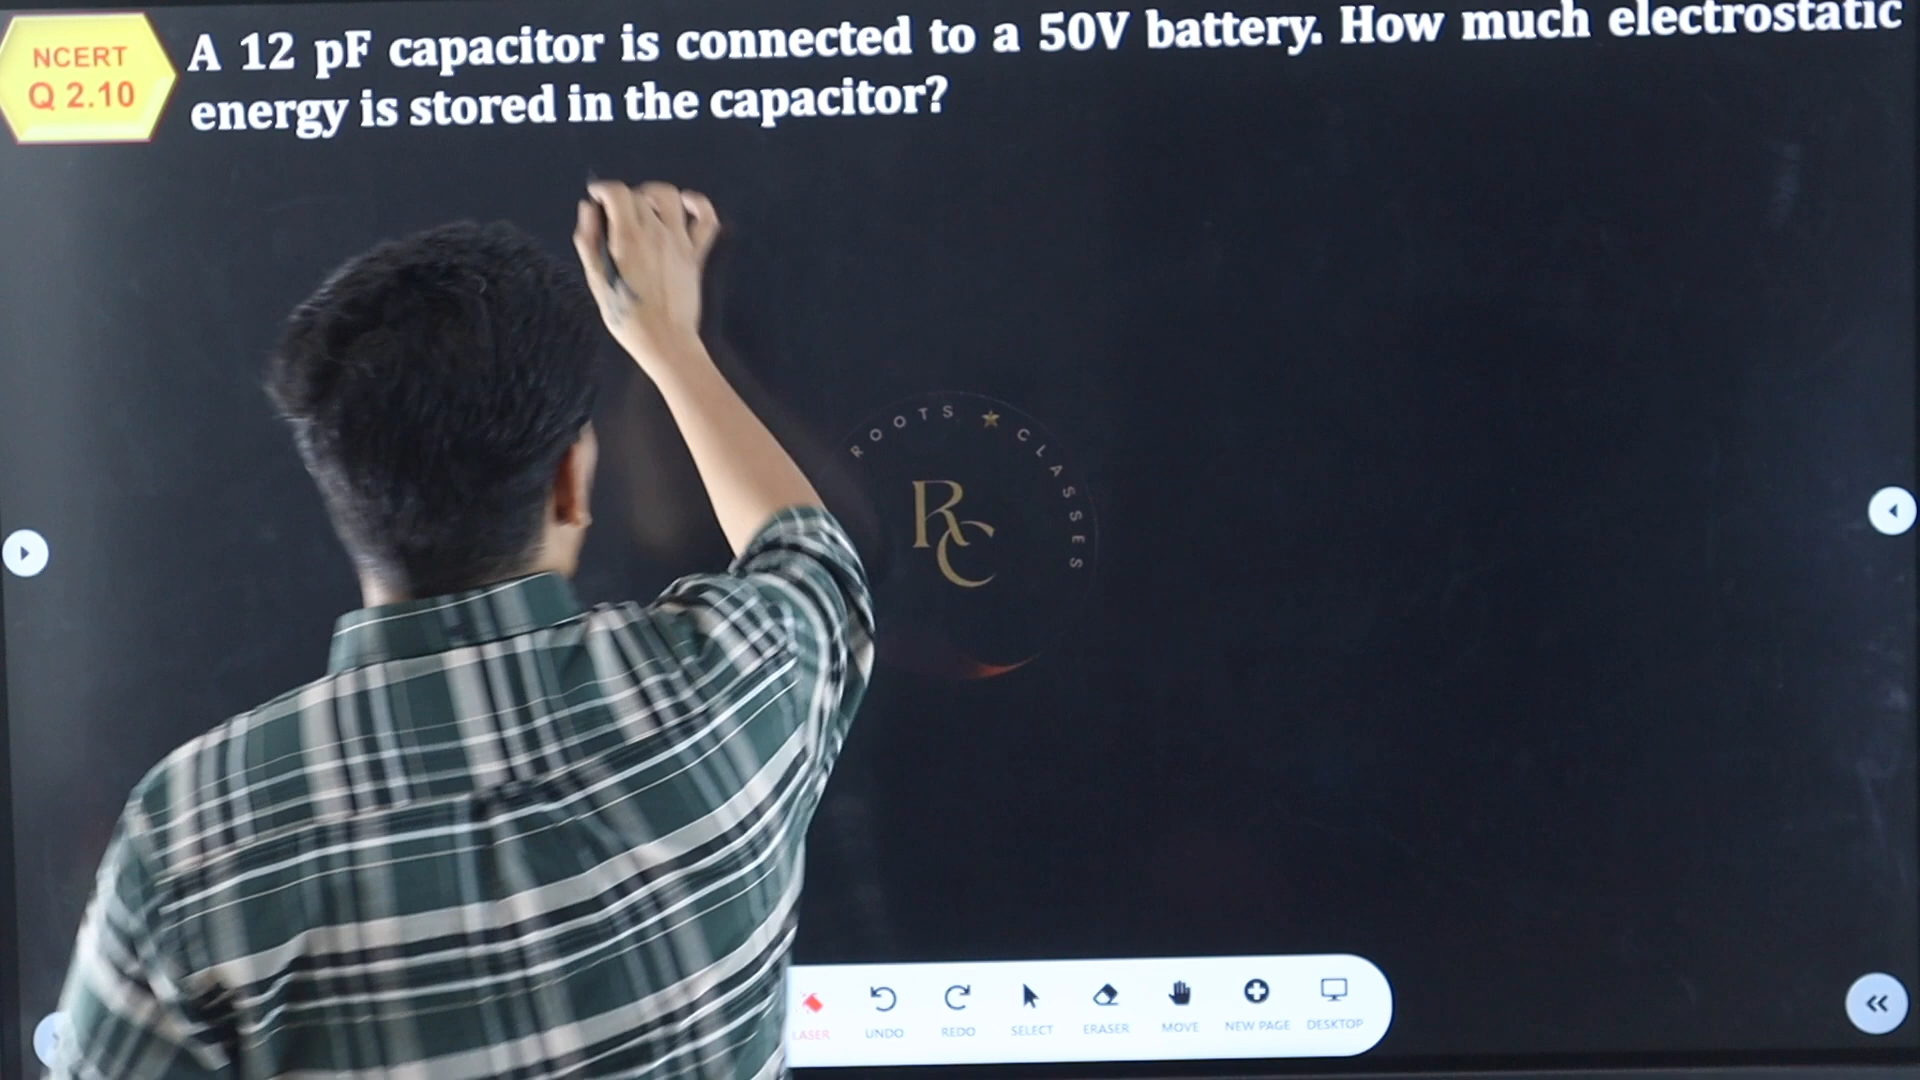 NCERT
Q 2.10
A 12 pF capacitor is connected to a 50V battery. How much electrostatic
energy is stored in the capacitor?
ROOTS CLASSES
RC
LASER
UNDO
REDO
SELECT
ERASER
MOVE
NEW PAGE
DESKTOP